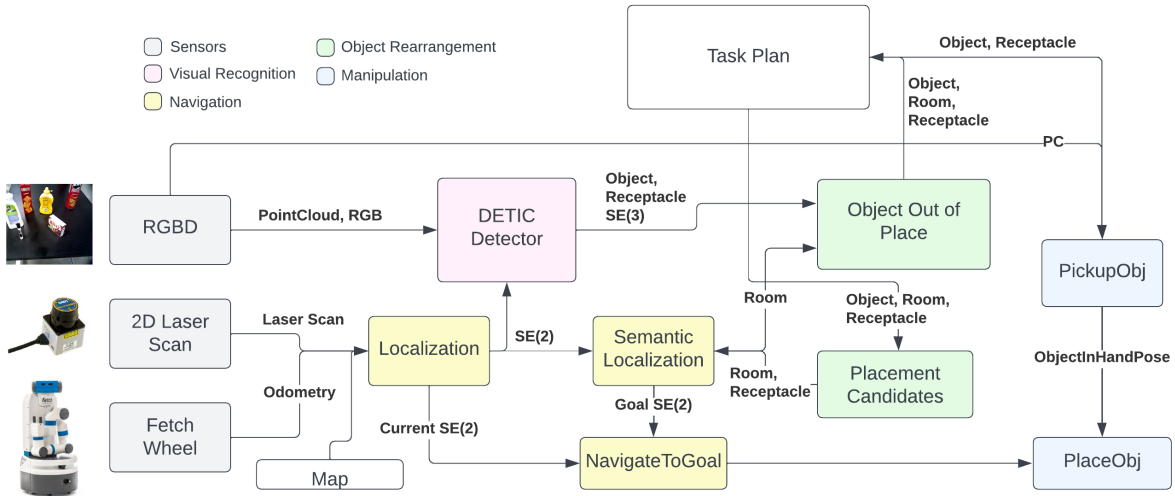 Sensors
Visual Recognition
Navigation
Object Rearrangement
Manipulation
Task Plan
Object, Receptacle
Object,
Room,
Receptacle
PC
RGBD
PointCloud, RGB
DETIC
Detector
Object,
Receptacle
SE(3)
Object Out of
Place
PickupObj
2D Laser
Scan
Laser Scan
Localization
SE(2)
Semantic
Localization
Room
Object, Room,
Receptacle
Room,
Receptacle
Placement
Candidates
ObjectInHandPose
Odometry
Fetch
Wheel
Current SE(2)
Goal SE(2)
Map
NavigateToGoal
PlaceObj